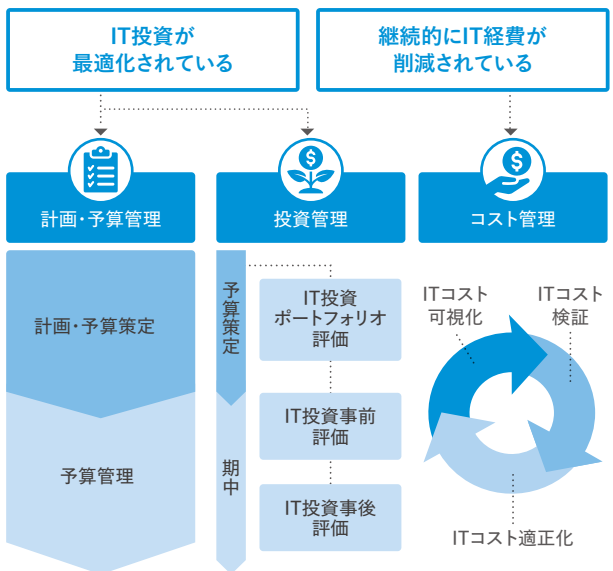 IT投資が
最適化されている
継続的にIT経費が
削減されている
$
$
計画・予算管理
投資管理
コスト管理
計画・予算策定
予算管理
予算策定
期中
IT投資
ポートフォリオ
評価
IT投資事前
評価
IT投資事後
評価
ITコスト
可視化
ITコスト
検証
ITコスト適正化